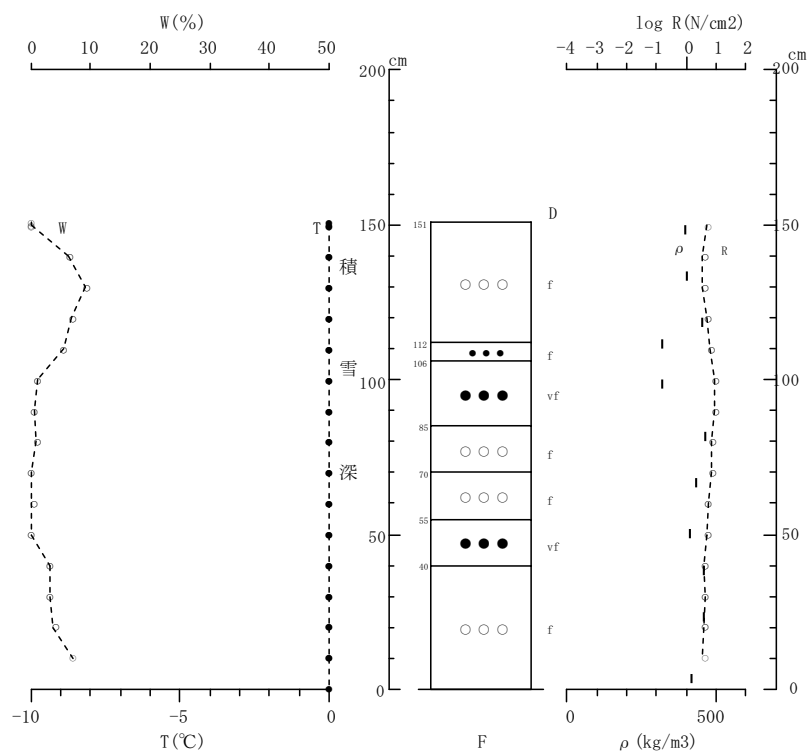 W(%)
log R(N/cm2)
0 10 20 30 40 50
-4 -3 -2 -1 0 1 2
cm
cm
200
200
D
151
W
T
150
150
ρ R
積
f
112
f
106
雪
100
100
vf
85
f
深
70
f
55
50
50
vf
40
f
0
0
-10 -5 0
0 500
T(℃)
F
ρ (kg/m3)